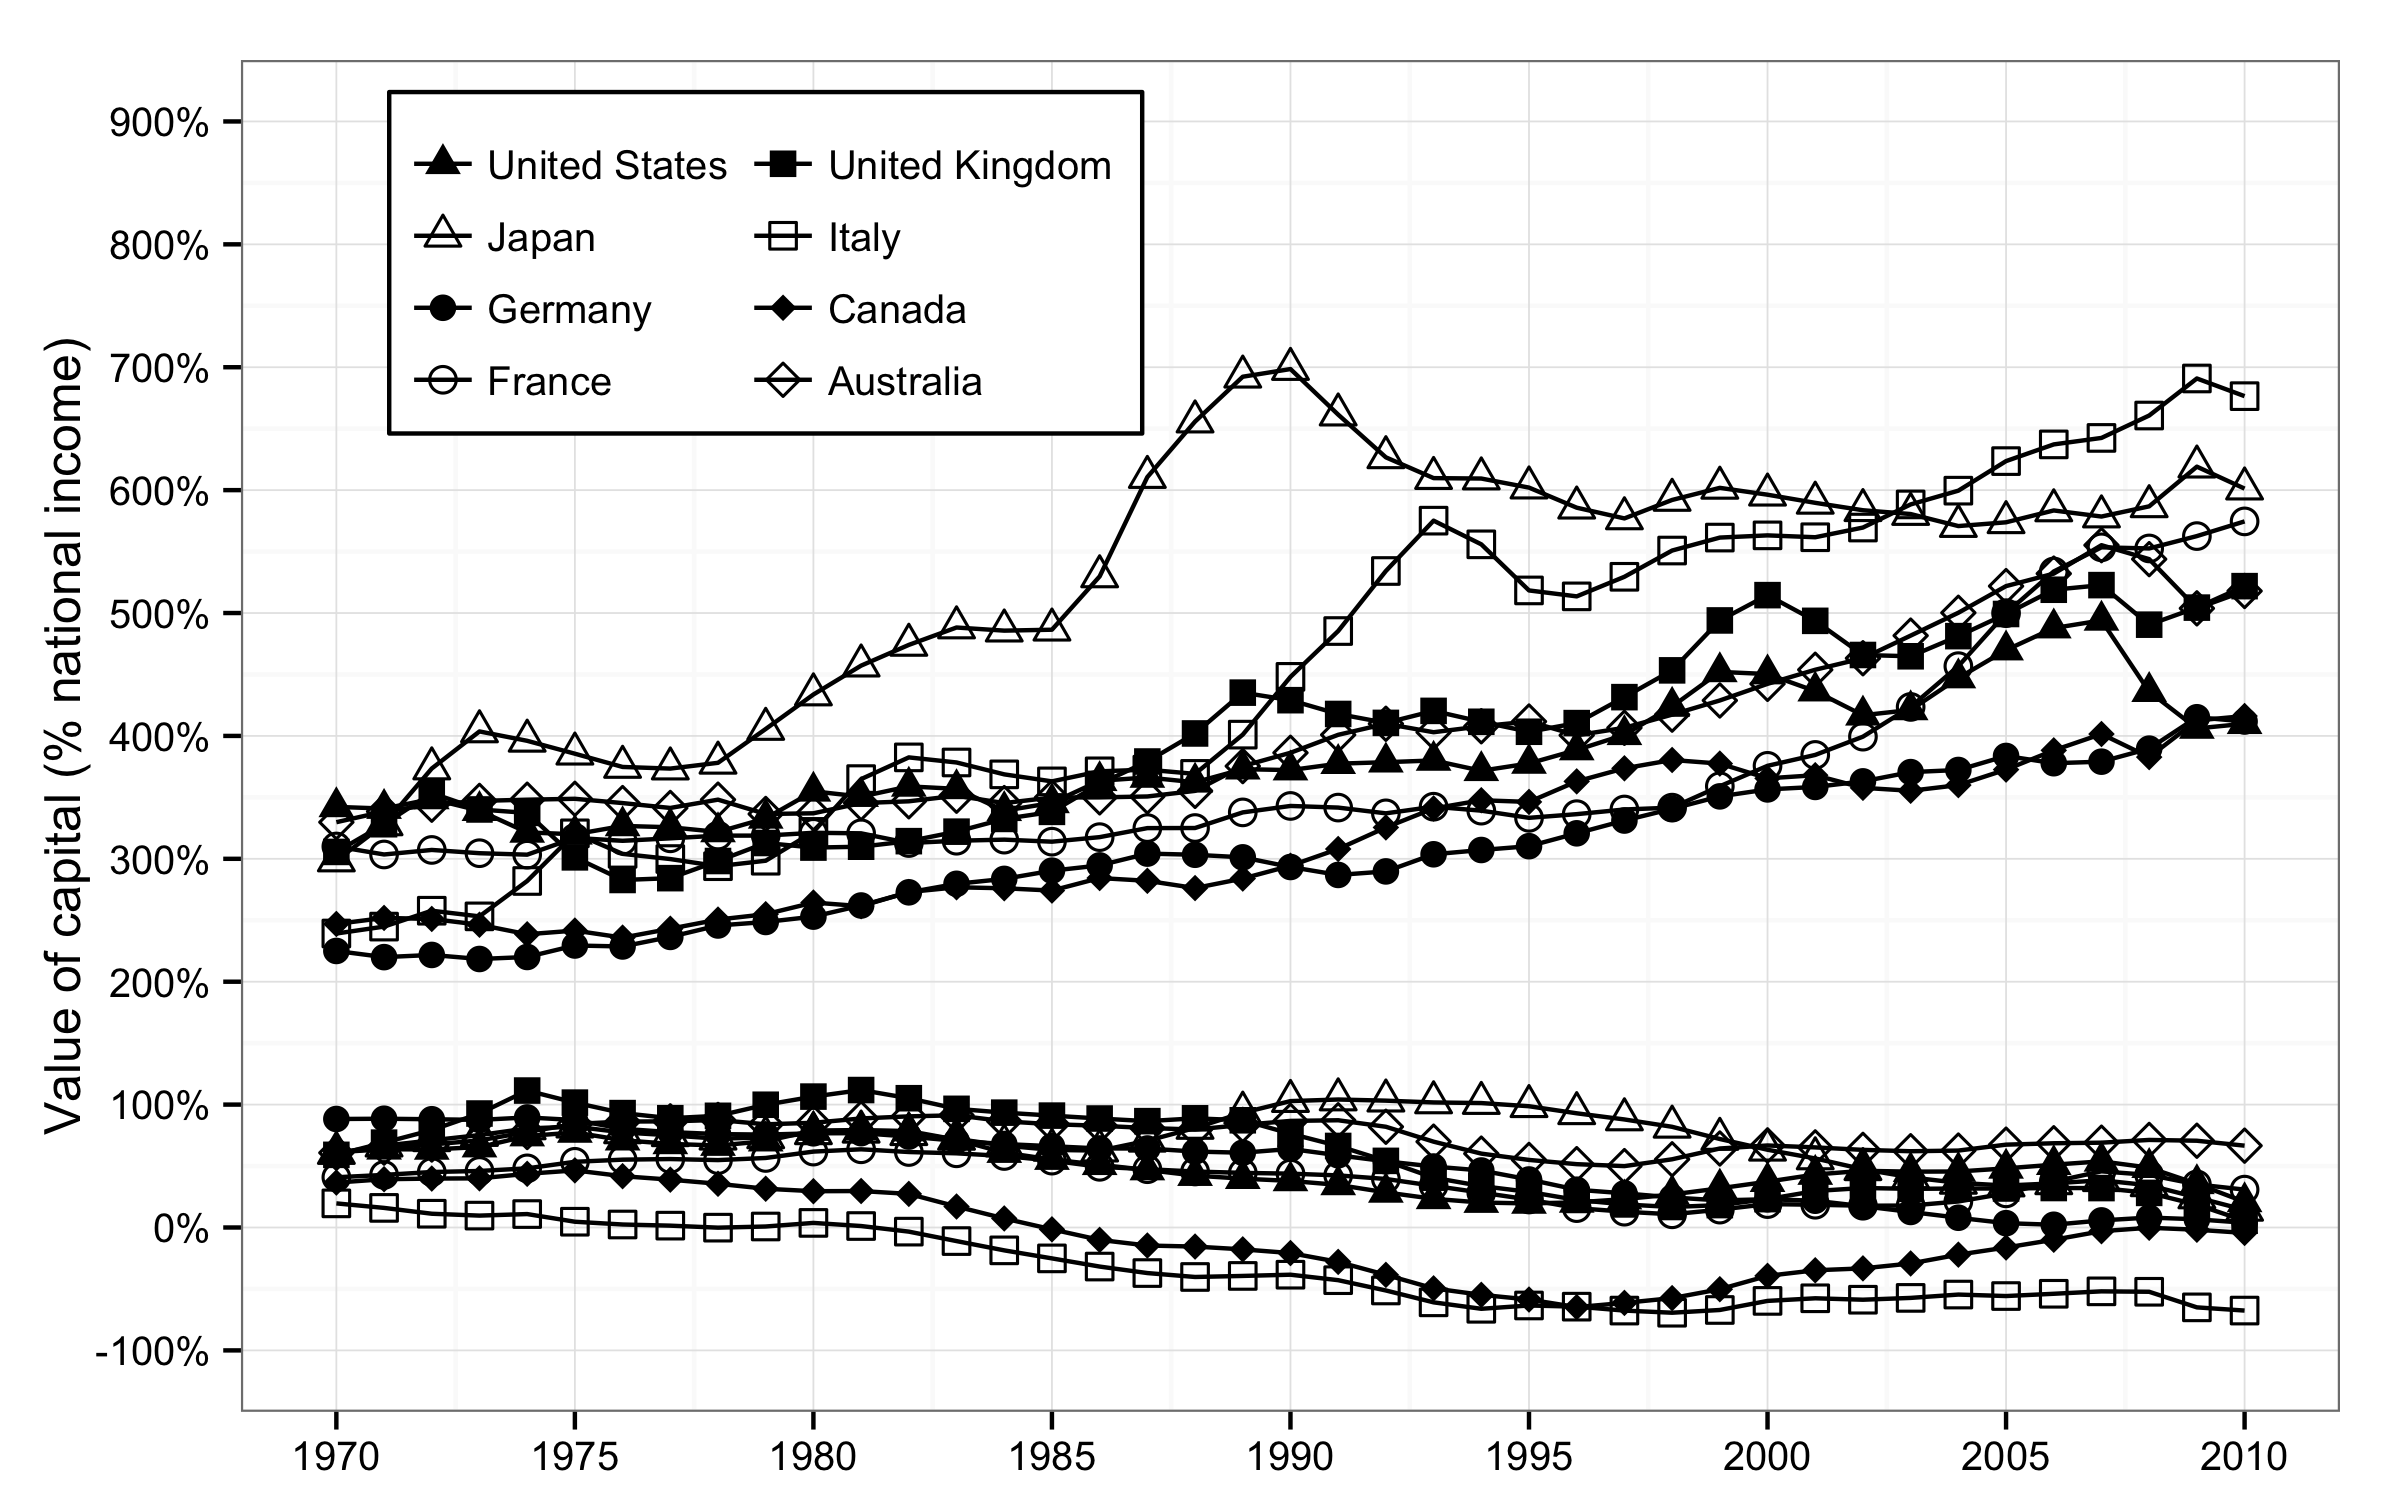 900%
800%
700%
600%
500%
400%
300%
200%
100%
0%
-100%
Value of capital (% national income)
United States
United Kingdom
Japan
Italy
Germany
Canada
France
Australia
1970 1975 1980 1985 1990 1995 2000 2005 2010